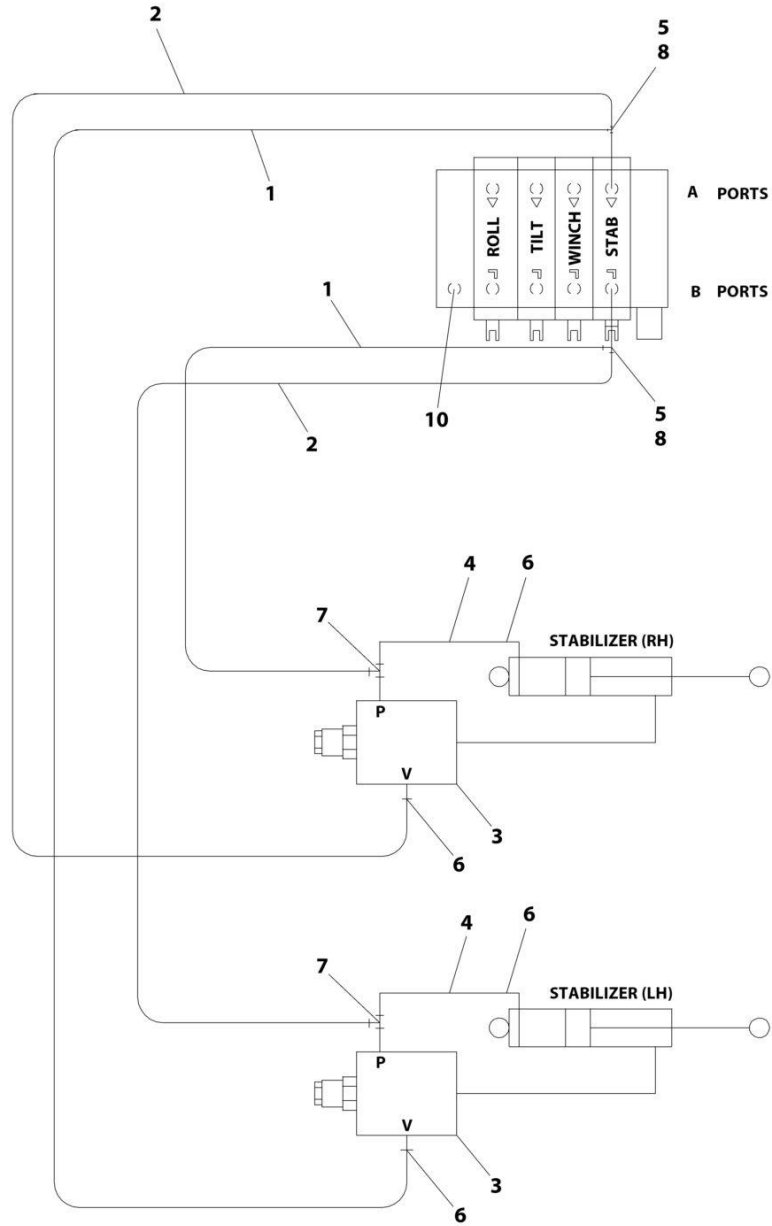 2
5
8
1
A PORTS
ROLL
TILT
WINCH
STAB
1
B PORTS
10
2
5
8
4
6
7
STABILIZER (RH)
P
V
3
6
4
6
7
STABILIZER (LH)
P
V
3
6